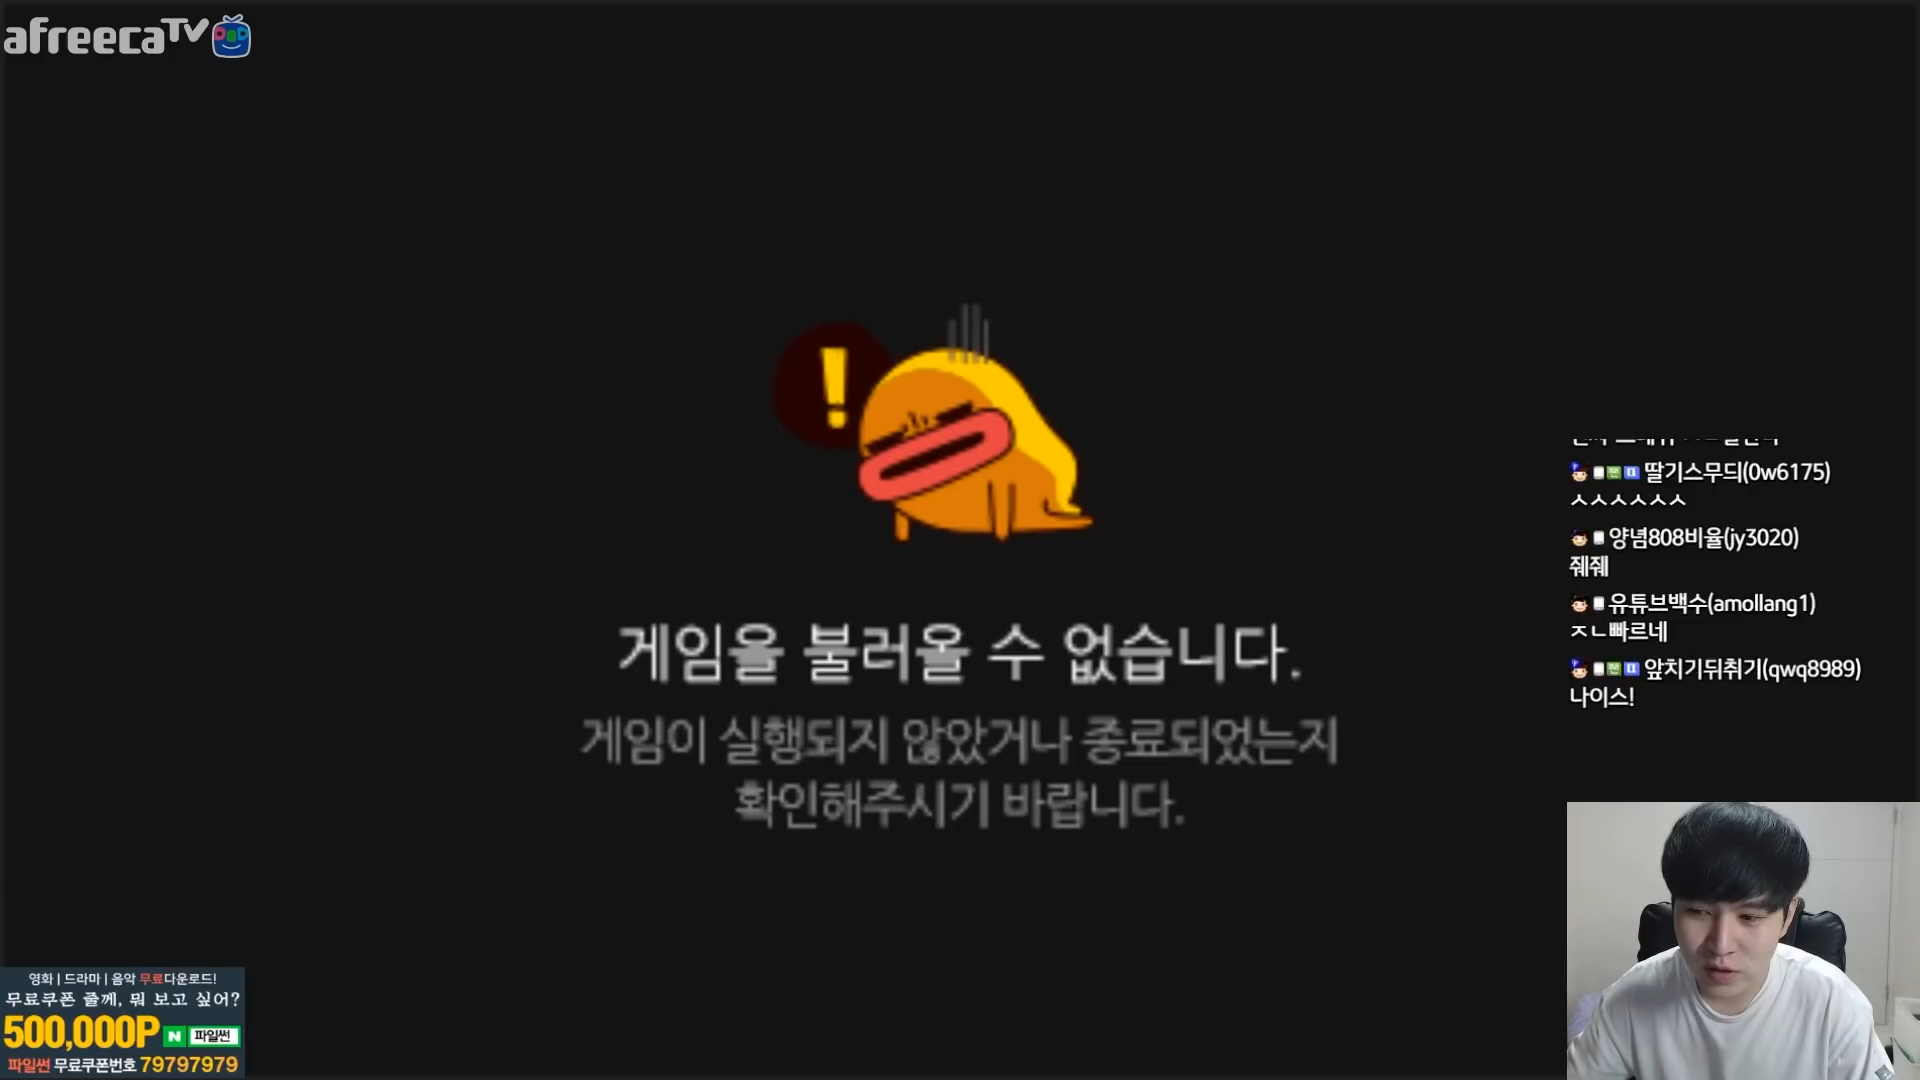 afreecaTV
!
게임을 불러올 수 없습니다.
게임이 실행되지 않았거나 종료되었는지
확인해주시기 바랍니다.
딸기스무듸(0w6175)
ㅅㅅㅅㅅㅅㅅ
양념808비율(jy3020)
줴줴
유튜브백수(amollang1)
ㅈㄴ빠르네
앞치기뒤취기(qwq8989)
나이스!
영화 | 드라마 | 음악 무료다운로드!
무료쿠폰 줄께, 뭐 보고 싶어?
500,000P N 파일썬
파일썬 무료쿠폰번호 79797979